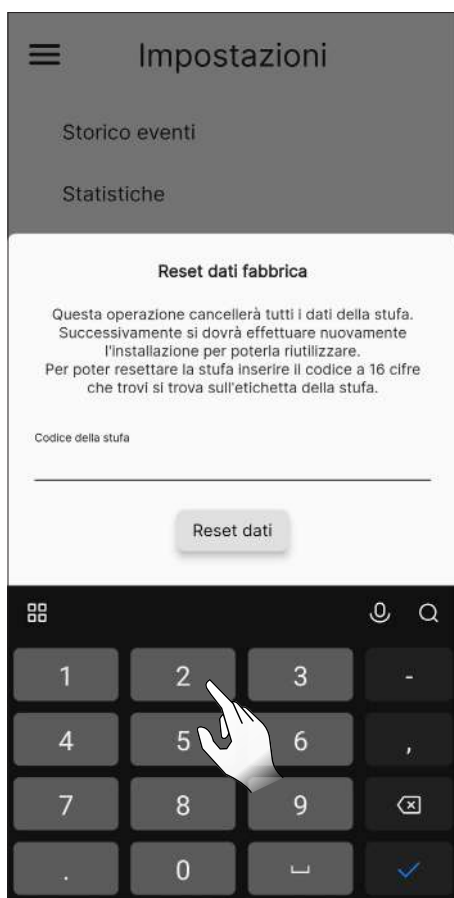 Impostazioni
Storico eventi
Statistiche
Reset dati fabbrica
Questa operazione cancellerà tutti i dati della stufa.
Successivamente si dovrà effettuare nuovamente
l'installazione per poterla riutilizzare.
Per poter resettare la stufa inserire il codice a 16 cifre
che trovi si trova sull'etichetta della stufa.
Codice della stufa
Reset dati
1 2 3 -
4 5 6 ,
7 8 9
. 0